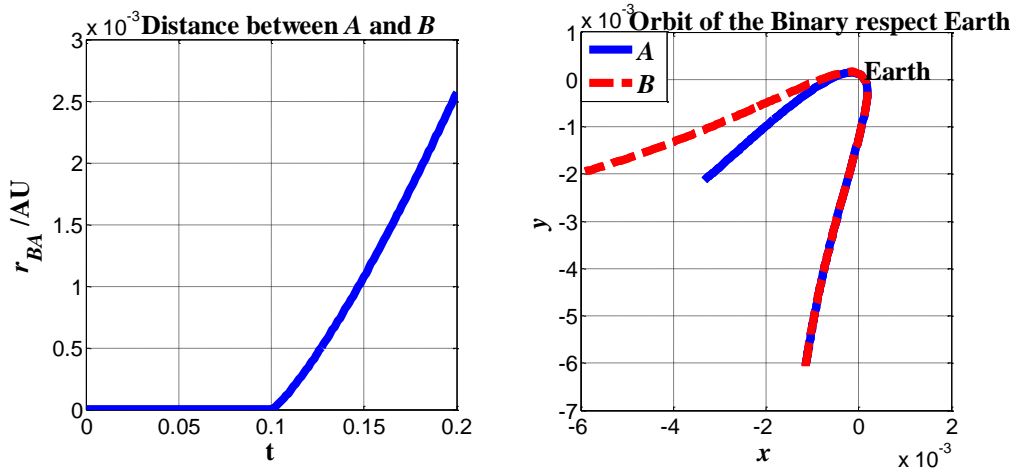 x 10⁻³
Distance between A and B
3
2.5
2
1.5
1
0.5
0
r_BA /AU
0
0.05
0.1
0.15
0.2
t
x 10⁻³
Orbit of the Binary respect Earth
A
B
Earth
1
0
-1
-2
-3
-4
-5
-6
-7
y
-6
-4
-2
0
2
x 10⁻³
x